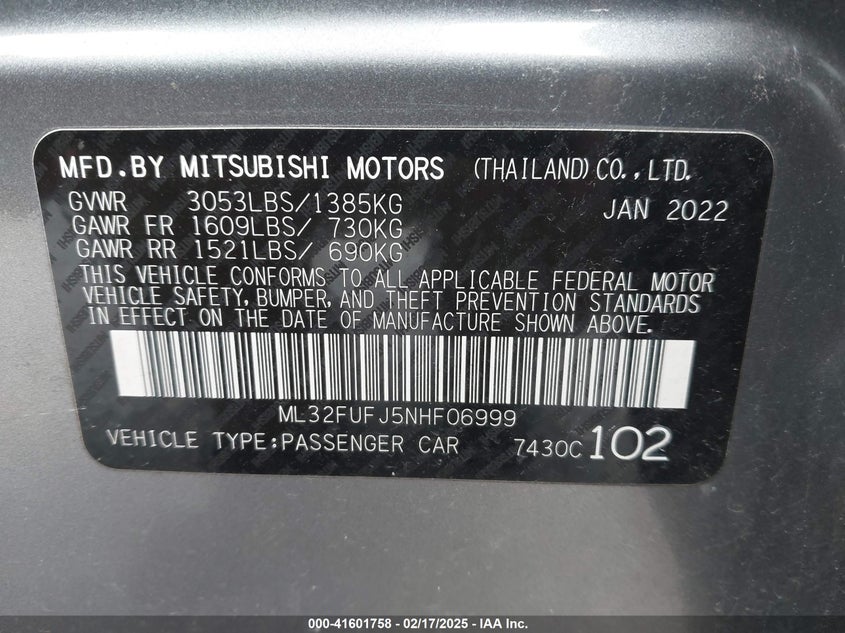 MFD.BY MITSUBISHI MOTORS (THAILAND) CO., LTD.
GVWR 3053LBS/1385KG JAN 2022
GAWR FR 1609LBS/ 730KG
GAWR RR 1521LBS/ 690KG
THIS VEHICLE CONFORMS TO ALL APPLICABLE FEDERAL MOTOR
VEHICLE SAFETY, BUMPER, AND THEFT PREVENTION STANDARDS
IN EFFECT ON THE DATE OF MANUFACTURE SHOWN ABOVE.
ML32FUFJ5NHF06999
VEHICLE TYPE:PASSENGER CAR 7430C 102
000-41601758 - 02/17/2025 - IAA Inc.